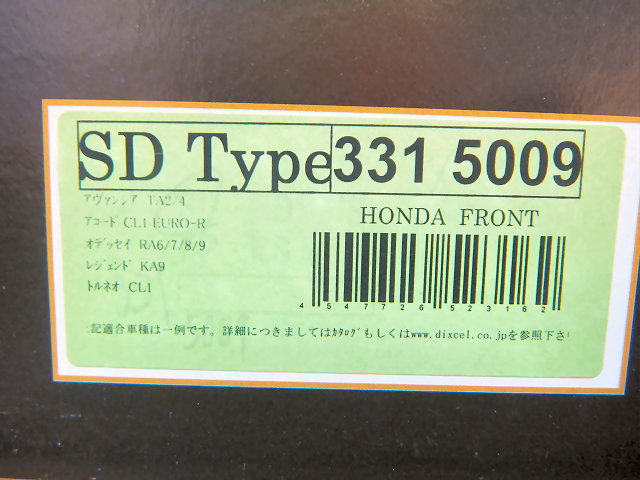 SD Type 331 5009
アヴァンシア TA2/4
HONDA FRONT
アコード CL1 EURO-R
オデッセイ RA6/7/8/9
レジェンド KA9
トルネオ CL1
4 547726 523162
記適合車種は一例です。詳細につきましてはカタログもしくはwww.dixcel.co.jpを参照下さ